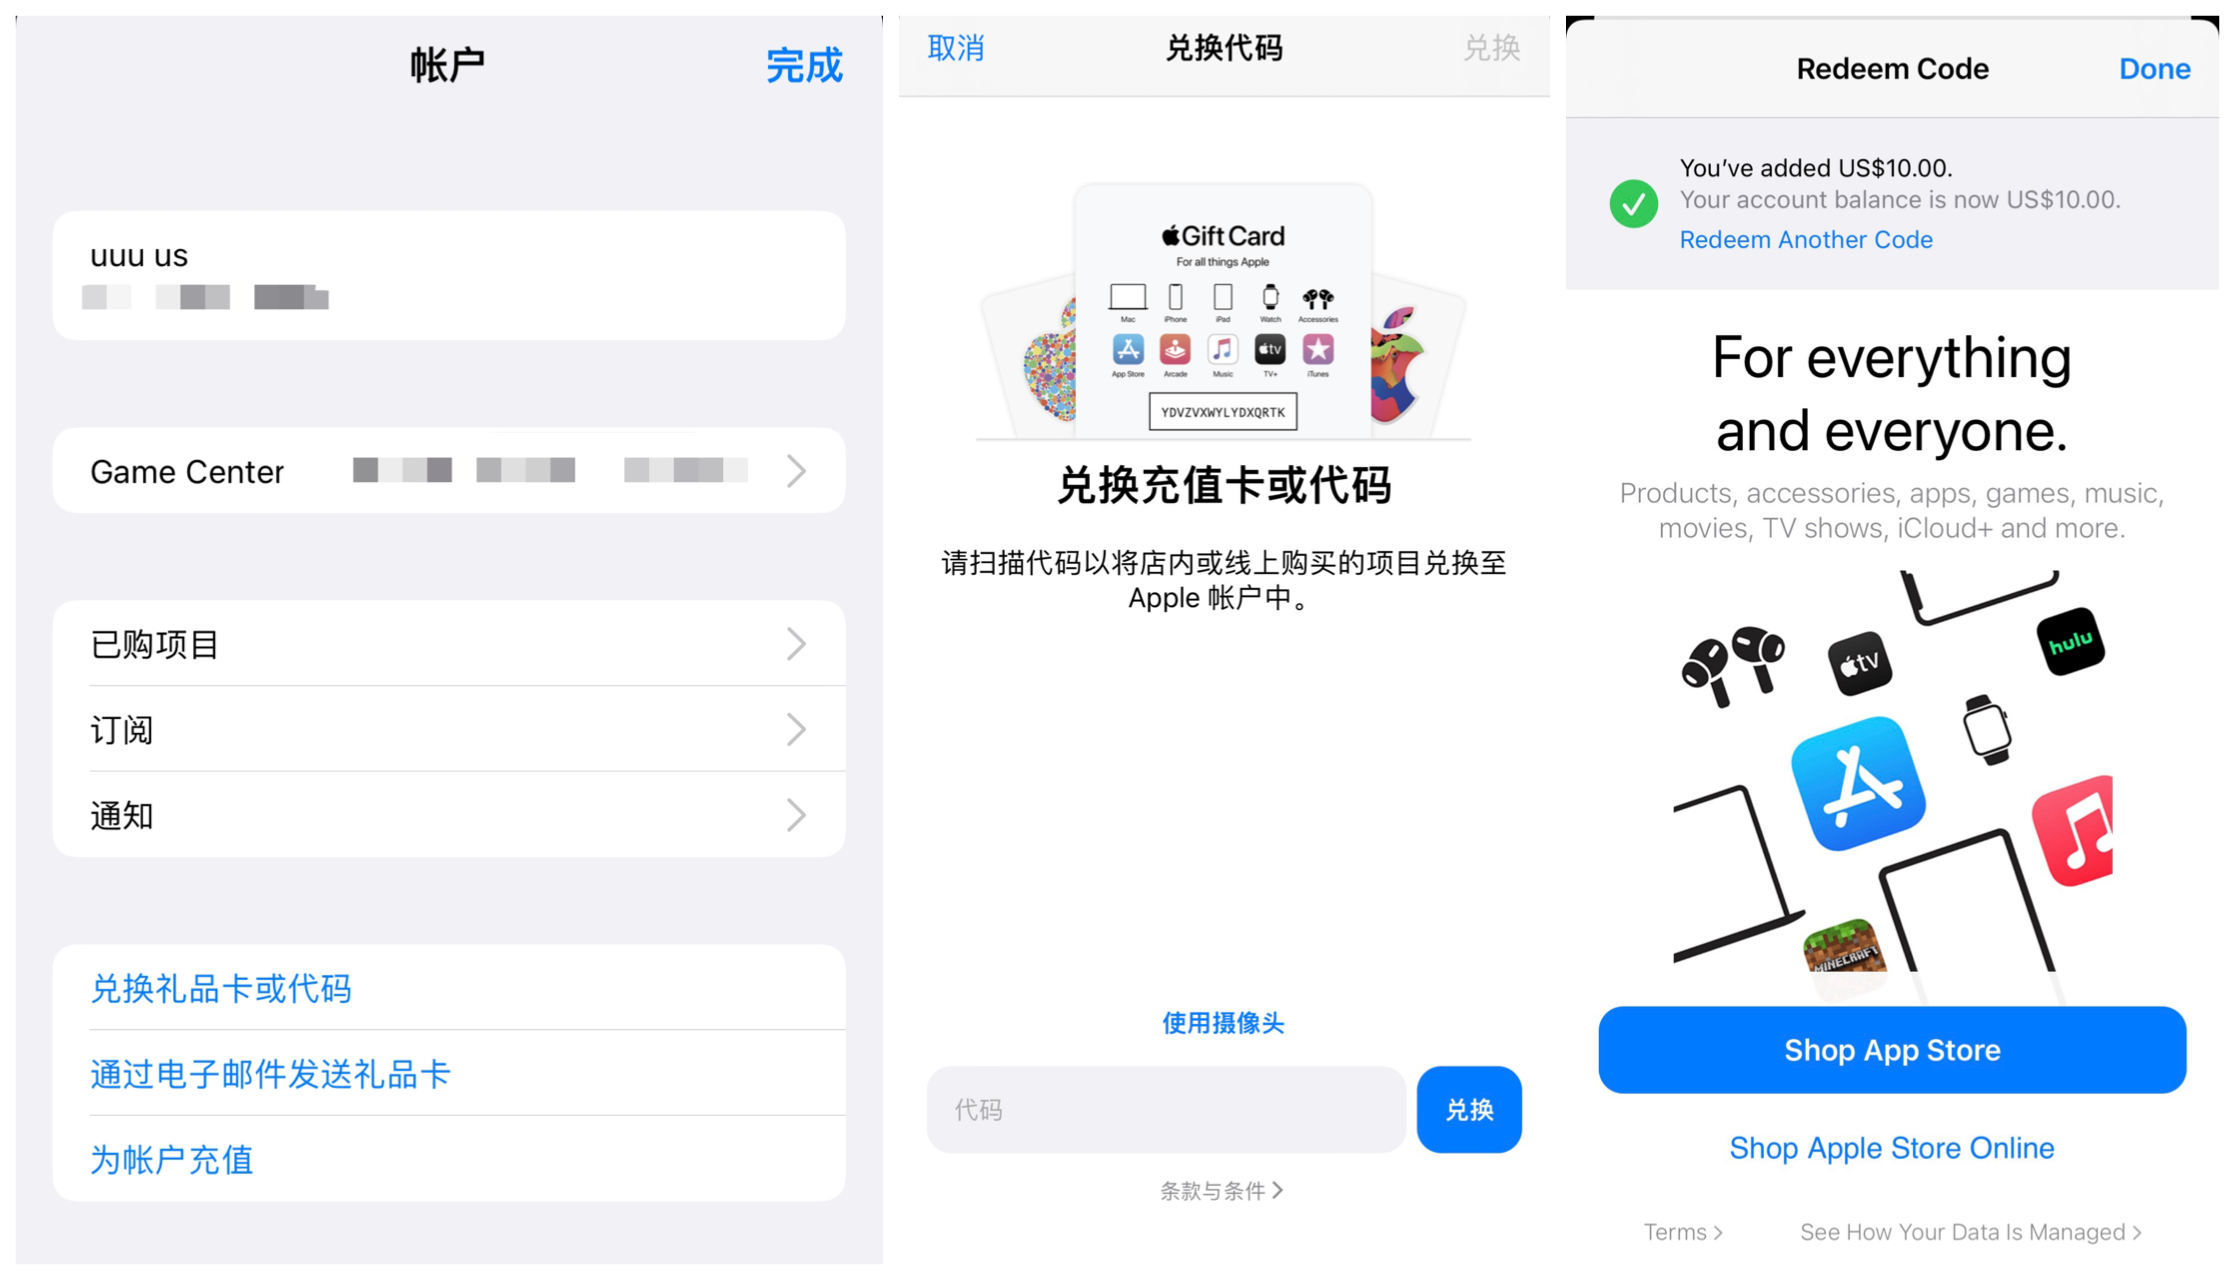 帐户
完成
uuu us
Game Center
已购项目
订阅
通知
兑换礼品卡或代码
通过电子邮件发送礼品卡
为帐户充值
取消
兑换代码
兑换
Gift Card
For all things Apple
Mac
iPhone
iPad
Watch
Accessories
tv
App Store
Arcade
Music
TV+
iTunes
YDVZVXWYLYDXQRTK
兑换充值卡或代码
请扫描代码以将店内或线上购买的项目兑换至
Apple 帐户中。
使用摄像头
代码
兑换
条款与条件 >
Redeem Code
Done
You’ve added US$10.00.
Your account balance is now US$10.00.
Redeem Another Code
For everything
and everyone.
Products, accessories, apps, games, music,
movies, TV shows, iCloud+ and more.
tv
hulu
MINECRAFT
Shop App Store
Shop Apple Store Online
Terms >
See How Your Data Is Managed >